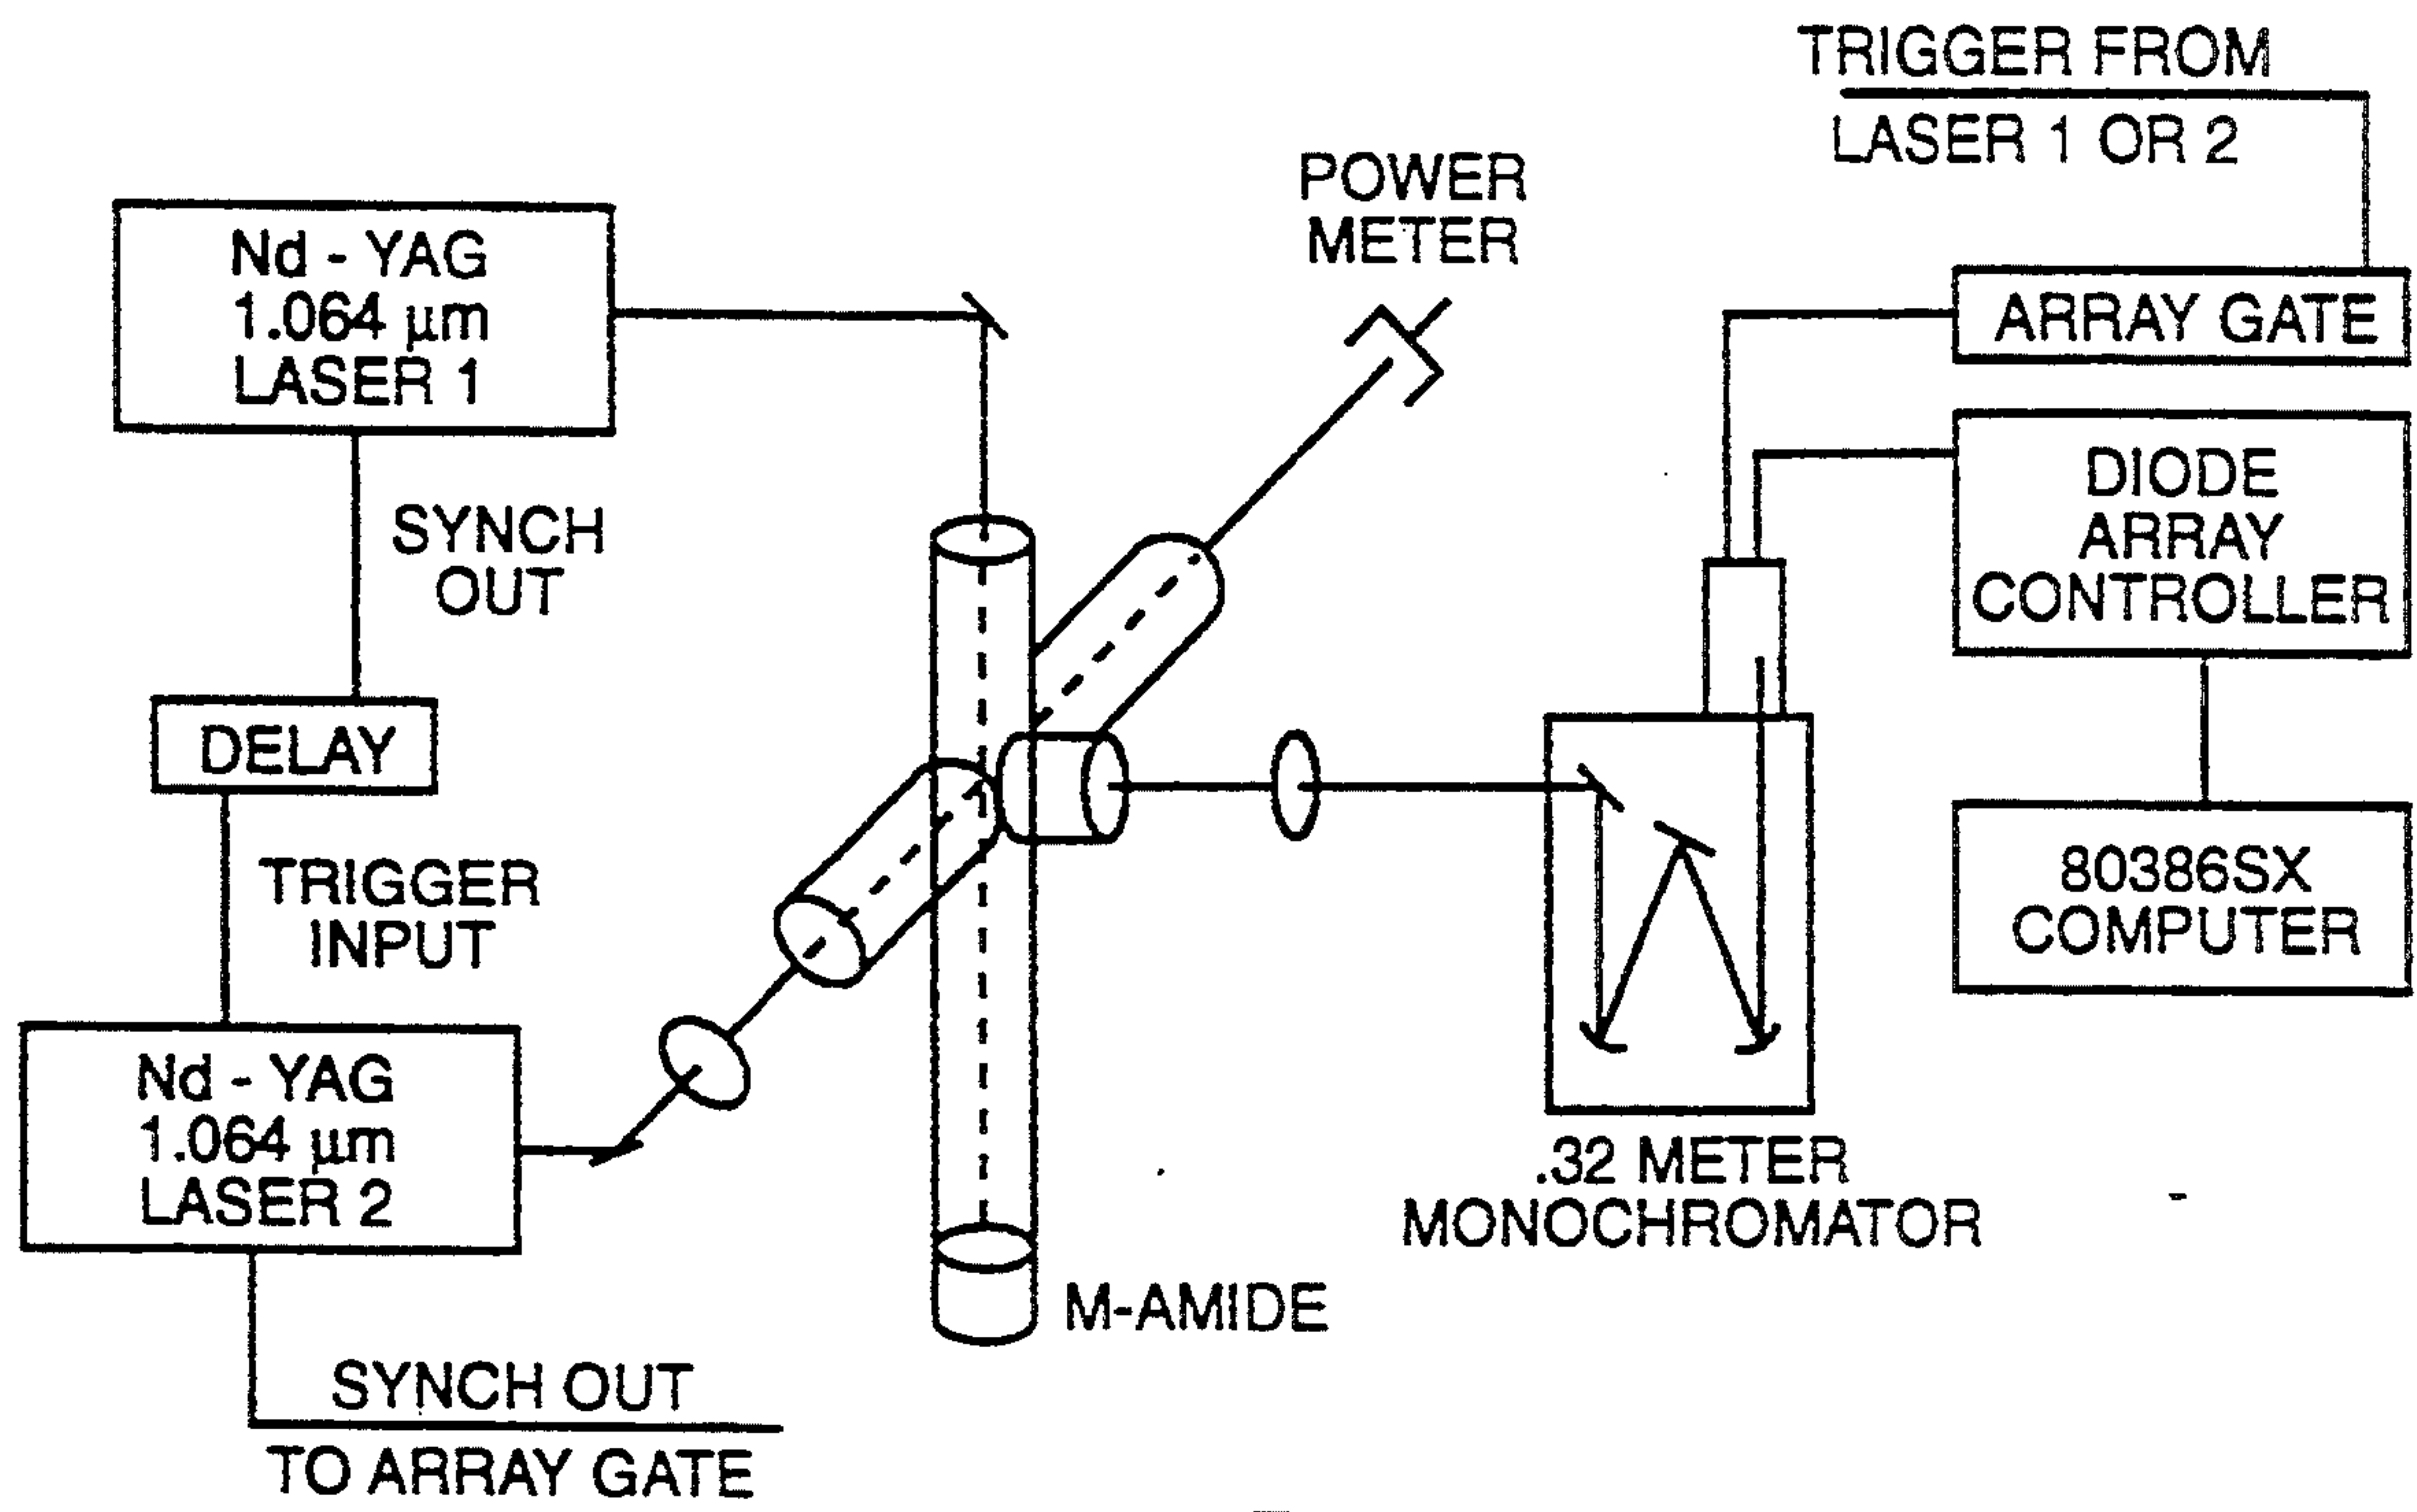 TRIGGER FROM
LASER 1 OR 2
POWER
METER
Nd - YAG
1.064 µm
LASER 1
ARRAY GATE
SYNCH
OUT
DIODE
ARRAY
CONTROLLER
DELAY
TRIGGER
INPUT
80386SX
COMPUTER
Nd - YAG
1.064 µm
LASER 2
.32 METER
MONOCHROMATOR
M-AMIDE
SYNCH OUT
TO ARRAY GATE